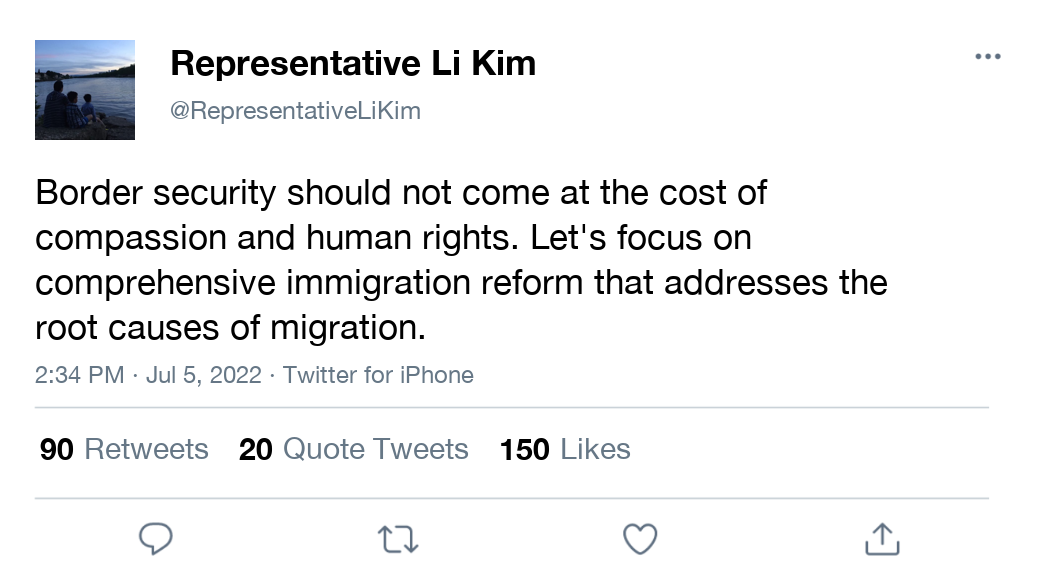 Representative Li Kim
@RepresentativeLiKim
Border security should not come at the cost of
compassion and human rights. Let's focus on
comprehensive immigration reform that addresses the
root causes of migration.
2:34 PM · Jul 5, 2022 · Twitter for iPhone
90 Retweets 20 Quote Tweets 150 Likes